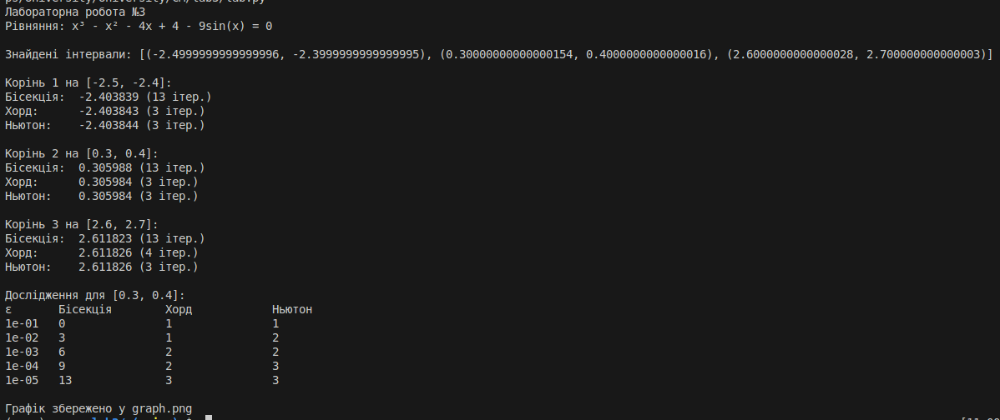 Лабораторна робота №3
Рівняння: x³ - x² - 4x + 4 - 9sin(x) = 0
Знайдені інтервали: [(-2.4999999999999996, -2.3999999999999995), (0.30000000000000154, 0.4000000000000016), (2.6000000000000028, 2.700000000000003)]
Корінь 1 на [-2.5, -2.4]:
Бісекція: -2.403839 (13 ітер.)
Хорд: -2.403843 (3 ітер.)
Ньютон: -2.403844 (3 ітер.)
Корінь 2 на [0.3, 0.4]:
Бісекція: 0.305988 (13 ітер.)
Хорд: 0.305984 (3 ітер.)
Ньютон: 0.305984 (3 ітер.)
Корінь 3 на [2.6, 2.7]:
Бісекція: 2.611823 (13 ітер.)
Хорд: 2.611826 (4 ітер.)
Ньютон: 2.611826 (3 ітер.)
Дослідження для [0.3, 0.4]:
ε Бісекція Хорд Ньютон
1e-01 0 1 1
1e-02 3 1 2
1e-03 6 2 2
1e-04 9 2 3
1e-05 13 3 3
Графік збережено у graph.png